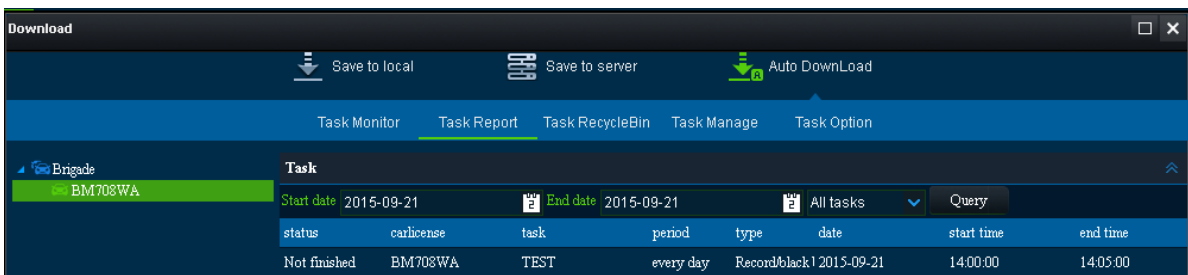 Download
Save to local Save to server Auto DownLoad
Task Monitor Task Report Task RecycleBin Task Manage Task Option
Brigade
BM708WA
Task
Start date 2015-09-21 End date 2015-09-21 All tasks Query
status carlicense task period type date start time end time
Not finished BM708WA TEST every day Record/black 2015-09-21 14:00:00 14:05:00